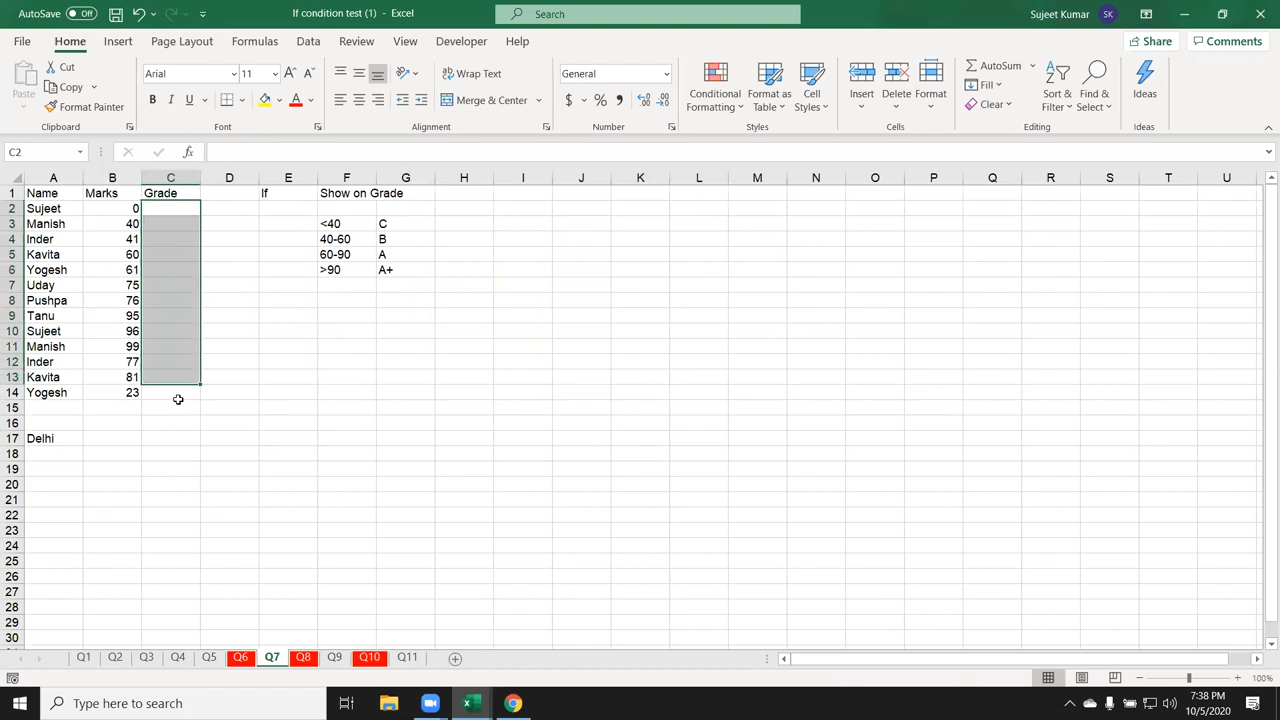 AutoSave Off
If condition test (1) - Excel
Search
Sujeet Kumar SK
File Home Insert Page Layout Formulas Data Review View Developer Help
Share Comments
Paste
Cut
Copy
Format Painter
Clipboard
Arial 11
B I U
Font
Wrap Text
Merge & Center
Alignment
General
$ % ,
Number
Conditional Formatting
Format as Table
Cell Styles
Styles
Insert Delete Format
Cells
AutoSum
Fill
Clear
Sort & Filter
Find & Select
Editing
Ideas
Ideas
C2 fx
A B C D E F G H I J K L M N O P Q R S T U
1 Name Marks Grade If Show on Grade
2 Sujeet 0
3 Manish 40 <40 C
4 Inder 41 40-60 B
5 Kavita 60 60-90 A
6 Yogesh 61 >90 A+
7 Uday 75
8 Pushpa 76
9 Tanu 95
10 Sujeet 96
11 Manish 99
12 Inder 77
13 Kavita 81
14 Yogesh 23
15
16
17 Delhi
18
19
20
21
22
23
24
25
26
27
28
29
30
Q1 Q2 Q3 Q4 Q5 Q6 Q7 Q8 Q9 Q10 Q11
100%
Type here to search
7:38 PM
10/5/2020